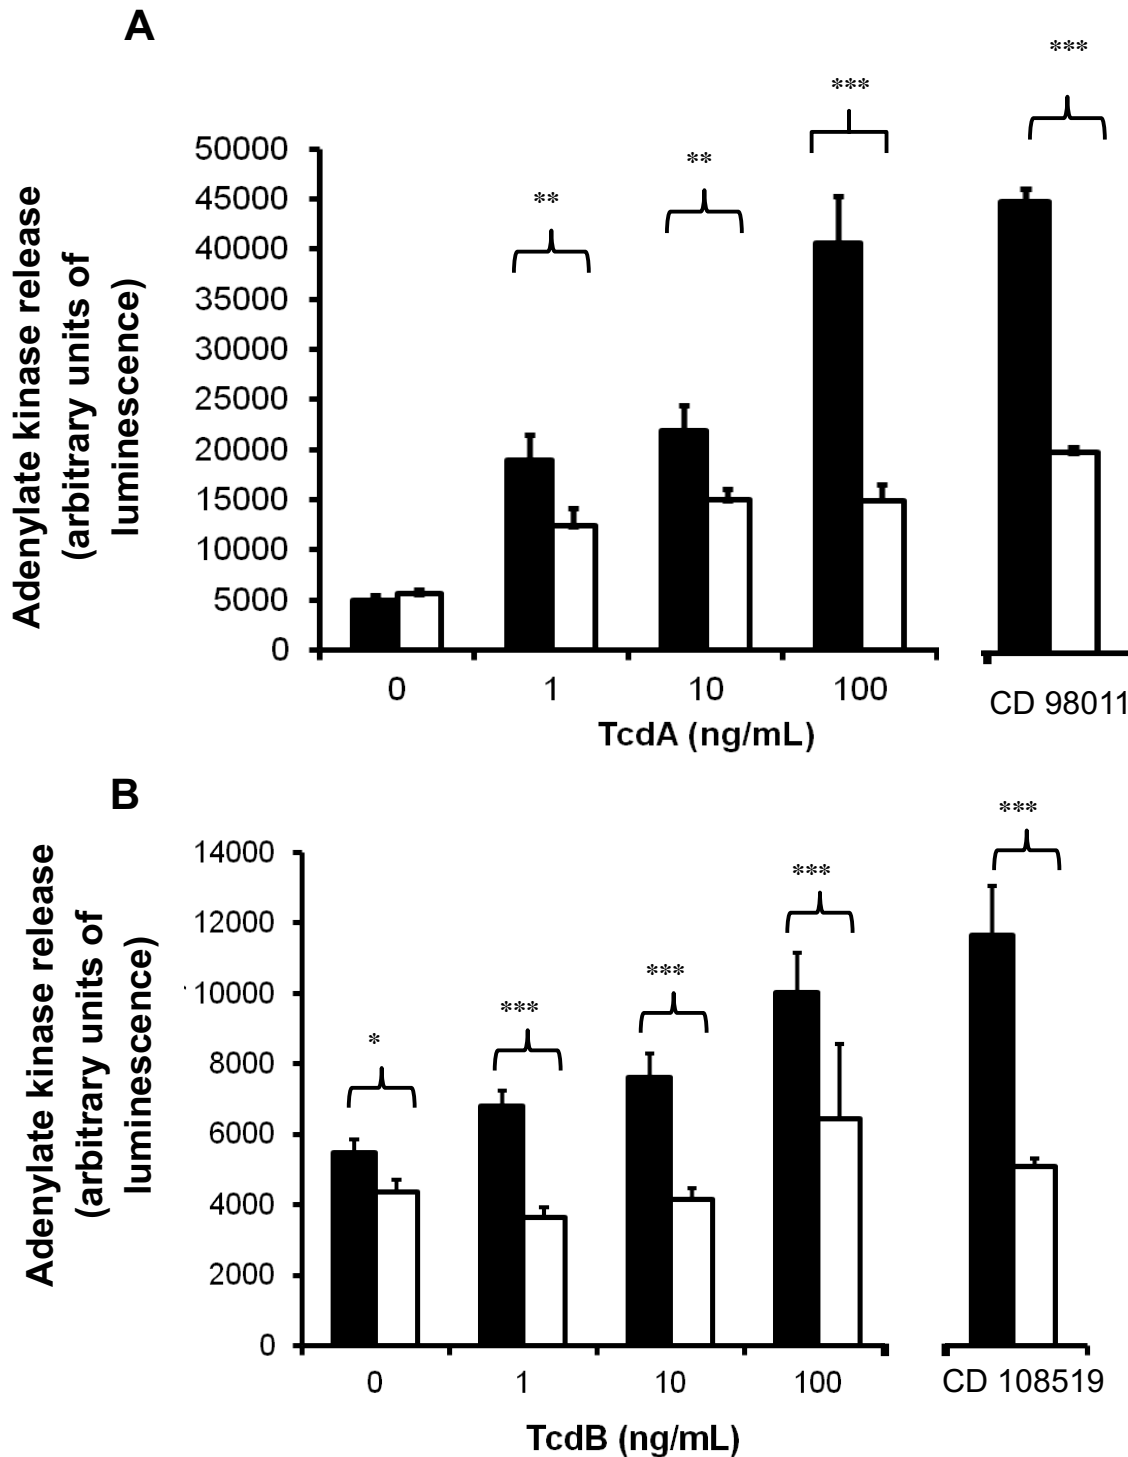 A
***
***
**
**
50000
45000
40000
35000
30000
25000
20000
15000
10000
5000
0
Adenylate kinase release
(arbitrary units of
luminescence)
0 1 10 100
CD 98011
TcdA (ng/mL)
B
***
***
***
***
*
14000
12000
10000
8000
6000
4000
2000
0
Adenylate kinase release
(arbitrary units of
luminescence)
0 1 10 100
CD 108519
TcdB (ng/mL)